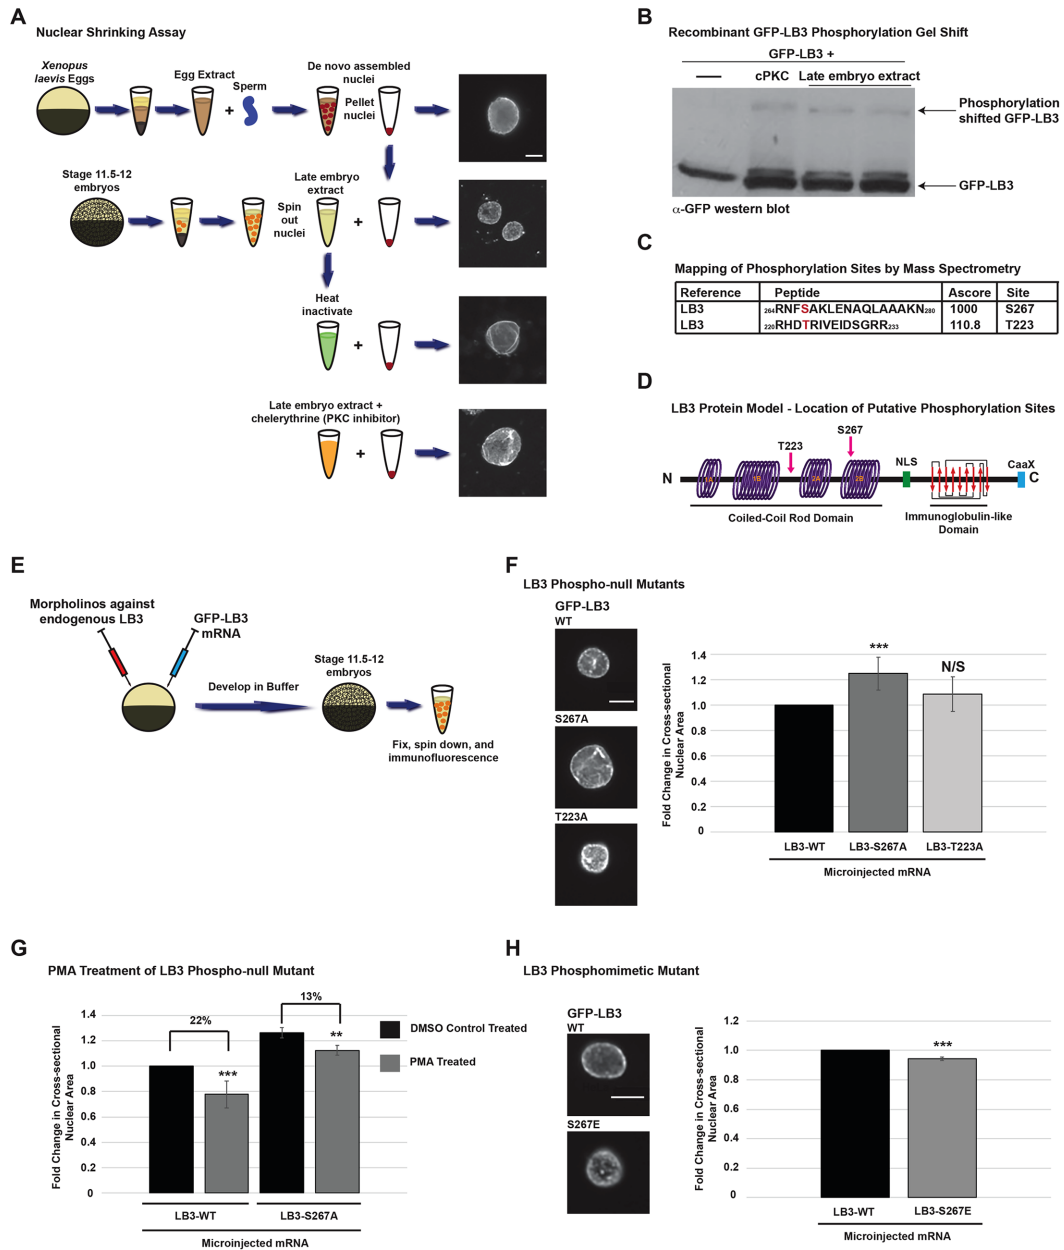 A
Nuclear Shrinking Assay
Xenopus
laevis Eggs
Egg Extract
+
Sperm
De novo assembled
nuclei
Pellet
nuclei
Stage 11.5-12
embryos
Spin
out
nuclei
Late embryo
extract
+
Heat
inactivate
+
Late embryo extract +
chelerythrine (PKC inhibitor)
+
B
Recombinant GFP-LB3 Phosphorylation Gel Shift
GFP-LB3 +
— cPKC Late embryo extract
Phosphorylation
shifted GFP-LB3
GFP-LB3
α-GFP western blot
C
Mapping of Phosphorylation Sites by Mass Spectrometry
Reference Peptide Ascore Site
LB3 264RNFSAKLENAQLAAAKN280 1000 S267
LB3 220RHDTRIVEIDSGRR233 110.8 T223
D
LB3 Protein Model - Location of Putative Phosphorylation Sites
S267
T223
NLS
CaaX
N 1A 1B 2A 2B C
Coiled-Coil Rod Domain
Immunoglobulin-like
Domain
E
Morpholinos against
endogenous LB3
GFP-LB3
mRNA
Develop in Buffer
Stage 11.5-12
embryos
Fix, spin down, and
immunofluorescence
F
LB3 Phospho-null Mutants
GFP-LB3
WT
S267A
T223A
Fold Change in Cross-sectional
Nuclear Area
1.4
1.2
1.0
0.8
0.6
0.4
0.2
0
***
N/S
LB3-WT LB3-S267A LB3-T223A
Microinjected mRNA
G
PMA Treatment of LB3 Phospho-null Mutant
Fold Change in Cross-sectional
Nuclear Area
1.4
1.2
1.0
0.8
0.6
0.4
0.2
0
22%
***
13%
**
DMSO Control Treated
PMA Treated
LB3-WT LB3-S267A
Microinjected mRNA
H
LB3 Phosphomimetic Mutant
GFP-LB3
WT
S267E
Fold Change in Cross-sectional
Nuclear Area
1.2
1.0
0.8
0.6
0.4
0.2
0
***
LB3-WT LB3-S267E
Microinjected mRNA